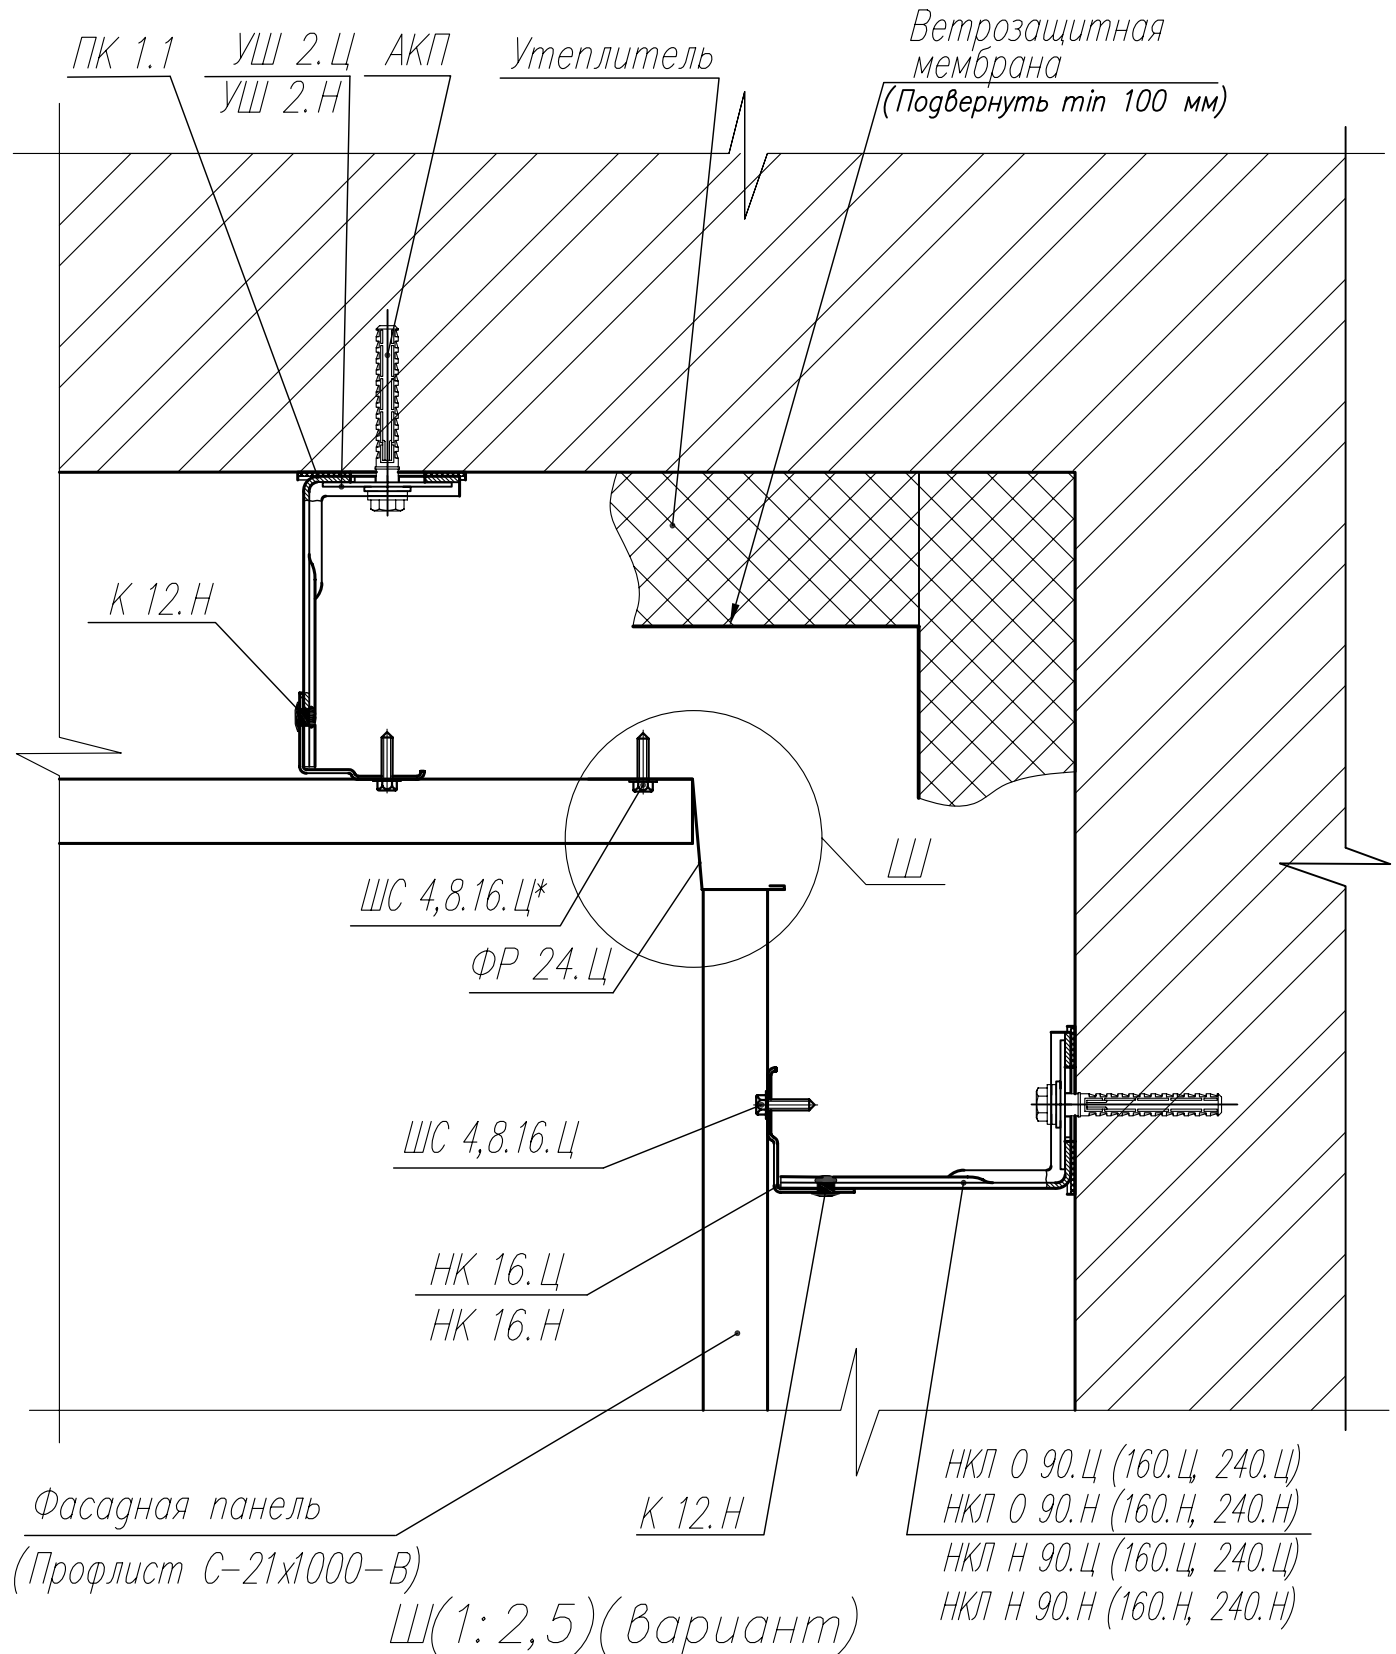 ПК 1.1
УШ 2.Ц
УШ 2.Н
АКП
Утеплитель
Ветрозащитная
мембрана
(Подвернуть min 100 мм)
К 12.Н
Ш
ШС 4,8.16.Ц*
ФР 24.Ц
ШС 4,8.16.Ц
НК 16.Ц
НК 16.Н
Фасадная панель
(Профлист С-21х1000-В)
К 12.Н
НКЛ О 90.Ц (160.Ц, 240.Ц)
НКЛ О 90.Н (160.Н, 240.Н)
НКЛ Н 90.Ц (160.Ц, 240.Ц)
НКЛ Н 90.Н (160.Н, 240.Н)
Ш(1:2,5)(вариант)